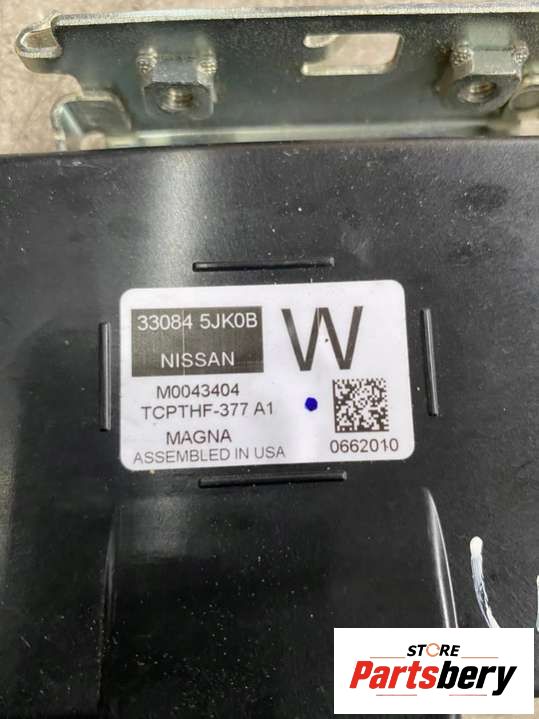 33084 5JK0B
NISSAN
W
M0043404
TCPTHF-377 A1
MAGNA
ASSEMBLED IN USA
0662010
STORE
Partsbery